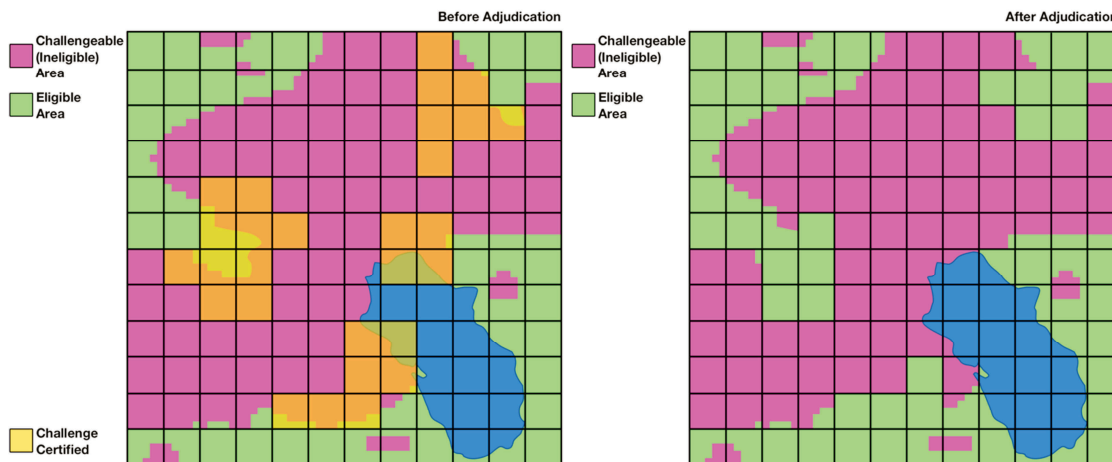 Before Adjudication
Challengeable
(Ineligible)
Area
Eligible
Area
Challenge
Certified
After Adjudication
Challengeable
(Ineligible)
Area
Eligible
Area